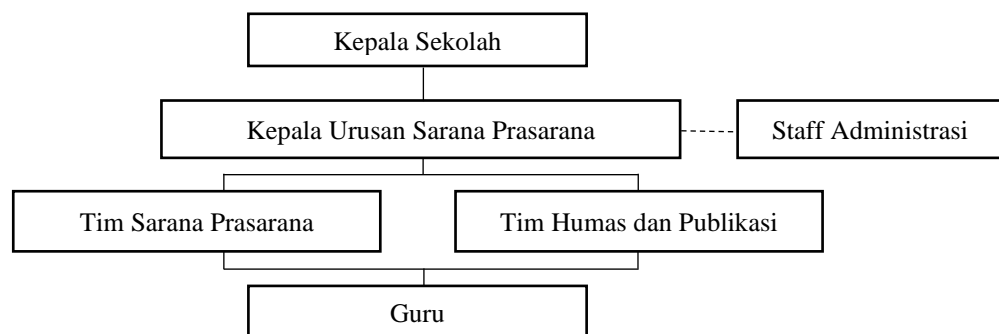 Kepala Sekolah
Kepala Urusan Sarana Prasarana
Staff Administrasi
Tim Sarana Prasarana
Tim Humas dan Publikasi
Guru